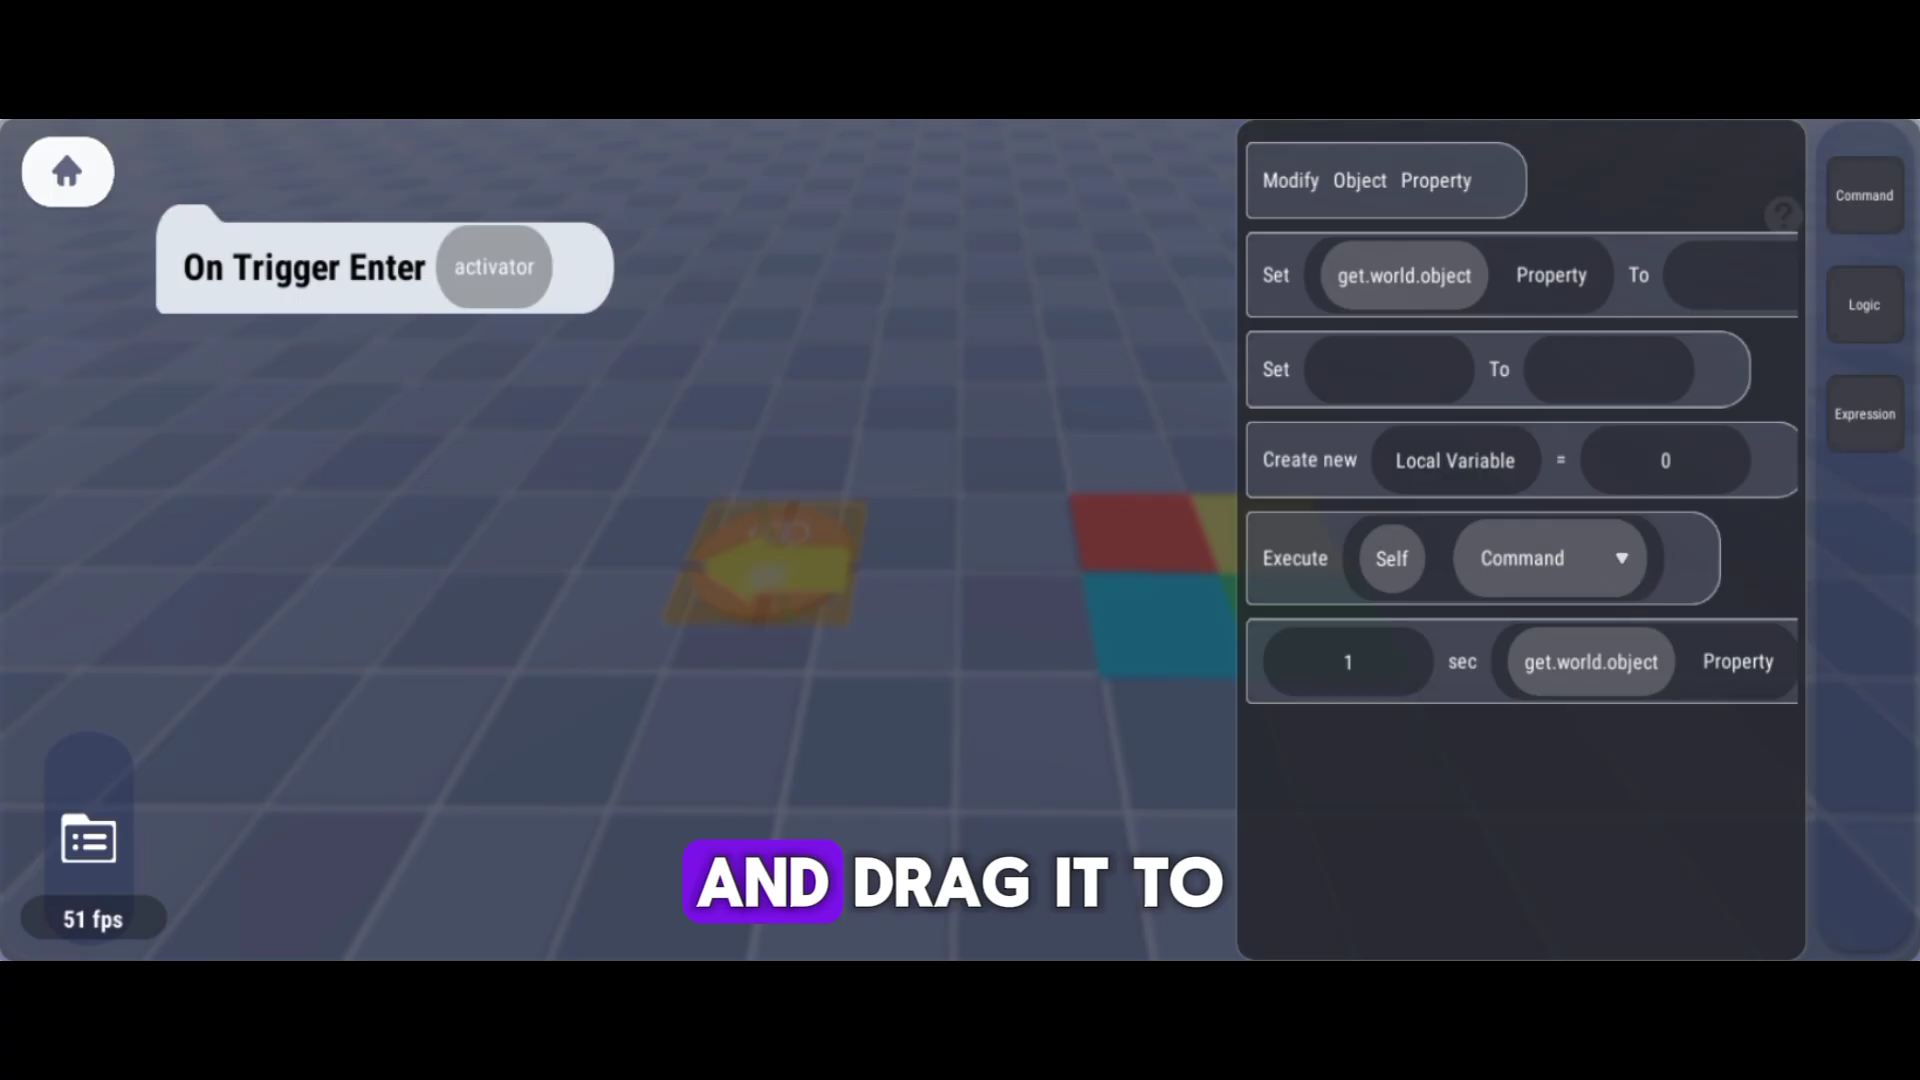 On Trigger Enter activator
Modify Object Property
?
Set get.world.object Property To
Set To
Create new Local Variable = 0
Execute Self Command
1 sec get.world.object Property
Command
Logic
Expression
51 fps
AND DRAG IT TO